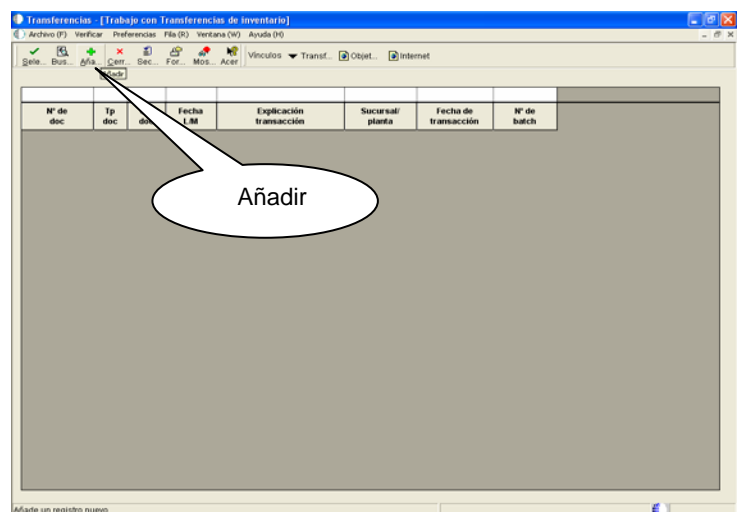 Transferencias - [Trabajo con Transferencias de inventario]
Archivo (F) Verificar Preferencias Fila (R) Ventana (W) Ayuda (H)
Sele... Bus... Aña... Cerr... Sec... For... Mos... Acer Vínculos Transf... Objet... Internet
Añadir
N° de doc Tp doc Fecha L/M Explicación transacción Sucursal/ planta Fecha de transacción N° de batch
Añadir
Añade un registro nuevo